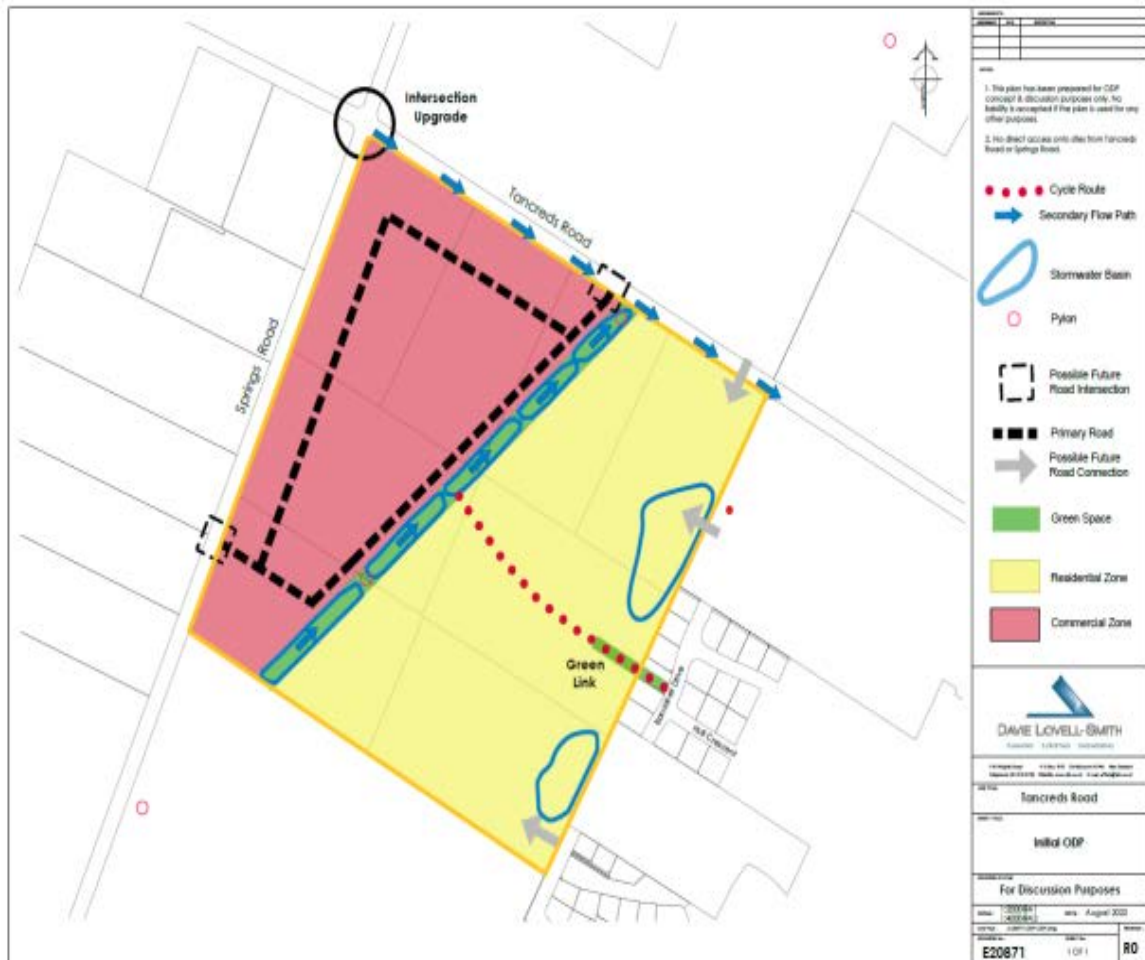 Intersection
Upgrade
Tancreds Road
Springs Road
Green
Link
1. This plan has been prepared for ODP
concept & discussion purposes only. No
liability is accepted if the plan is used for any
other purposes.
2. No direct access onto sites from Tancreds
Road or Springs Road.
Cycle Route
Secondary Flow Path
Stormwater Basin
Pylon
Possible Future
Road Intersection
Primary Road
Possible Future
Road Connection
Green Space
Residential Zone
Commercial Zone
DAVIE LOVELL-SMITH
Tancreds Road
Initial ODP
For Discussion Purposes
E20871
1 OF 1
R0